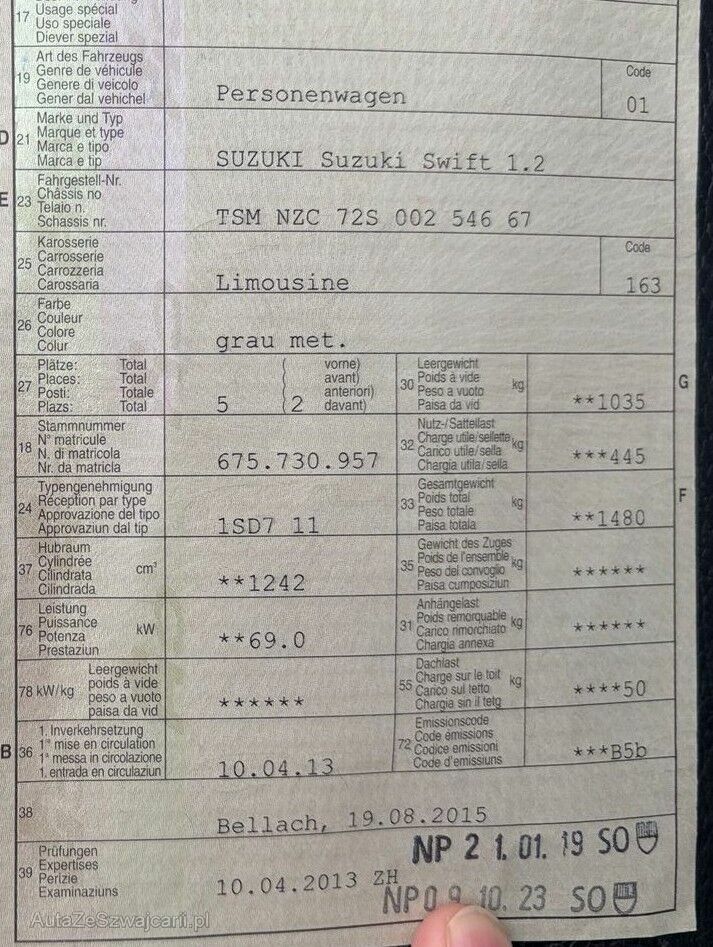 17 Usage spécial
Uso speciale
Diever spezial
19 Art des Fahrzeugs
Genre de véhicule
Genere di veicolo
Gener dal vehichel
Personenwagen
Code
01
D 21 Marke und Typ
Marque et type
Marca e tipo
Marca e tip
SUZUKI Suzuki Swift 1.2
E 23 Fahrgestell-Nr.
Châssis no
Telaio n.
Schassis nr.
TSM NZC 72S 002 546 67
25 Karosserie
Carrosserie
Carrozzeria
Carossaria
Limousine
Code
163
26 Farbe
Couleur
Colore
Colur
grau met.
27 Plätze: Total
Places: Total
Posti: Totale
Plazs: Total
5 ( 2
vorne)
avant)
anteriori)
davant)
30 Leergewicht
Poids à vide
Peso a vuoto
Paisa da vid
kg
**1035
G
18 Stammnummer
N° matricule
N. di matricola
Nr. da matricla
675.730.957
32 Nutz-/Sattellast
Charge utile/sellette
Carico utile/sella
Chargia utila/sella
kg
***445
24 Typengenehmigung
Réception par type
Approvazione del tipo
Approvaziun dal tip
1SD7 11
33 Gesamtgewicht
Poids total
Peso totale
Paisa totala
kg
**1480
F
37 Hubraum
Cylindrée
Cilindrata
Cilindrada
cm³
**1242
35 Gewicht des Zuges
Poids de l'ensemble
Peso del convoglio
Paisa cumposiziun
kg
******
76 Leistung
Puissance
Potenza
Prestaziun
kW
**69.0
31 Anhängelast
Poids remorquable
Carico rimorchiato
Chargia annexa
kg
******
78 kW/kg
Leergewicht
poids à vide
peso a vuoto
paisa da vid
******
55 Dachlast
Charge sur le toit
Carico sul tetto
Chargia sin il tetg
kg
****50
B 36 1. Inverkehrsetzung
1re mise en circulation
1a messa in circolazione
1. entrada en circulaziun
10.04.13
72 Emissionscode
Code émissions
Codice emissioni
Code d'emissiuns
***B5b
38
Bellach, 19.08.2015
39 Prüfungen
Expertises
Perizie
Examinaziuns
10.04.2013 ZH
NP 2 1. 01. 19 SO
NP 0 9. 10. 23 SO
AutaZeSzwajcarii.pl